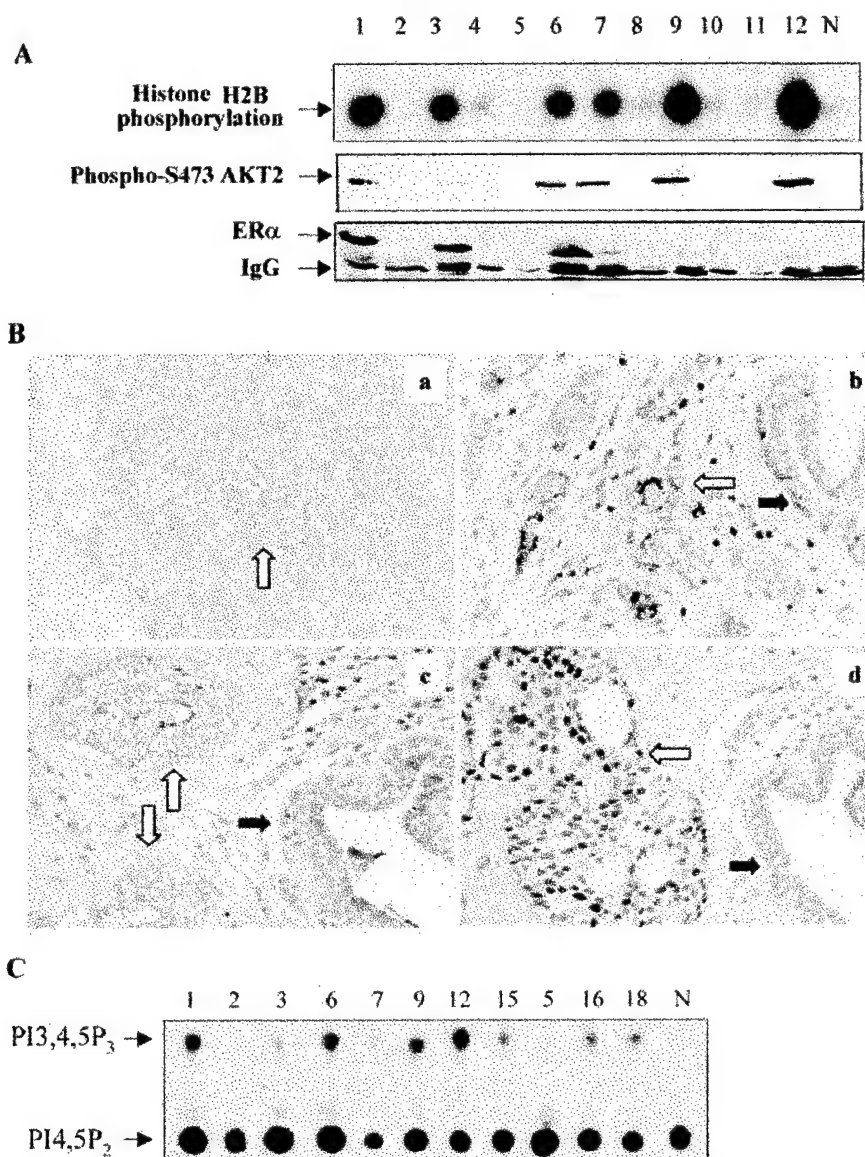 1 2 3 4 5 6 7 8 9 10 11 12 N
A
Histone H2B
phosphorylation
Phospho-S473 AKT2
ERα
IgG
B
a
b
c
d
C
1 2 3 6 7 9 12 15 5 16 18 N
PI3,4,5P₃
PI4,5P₂